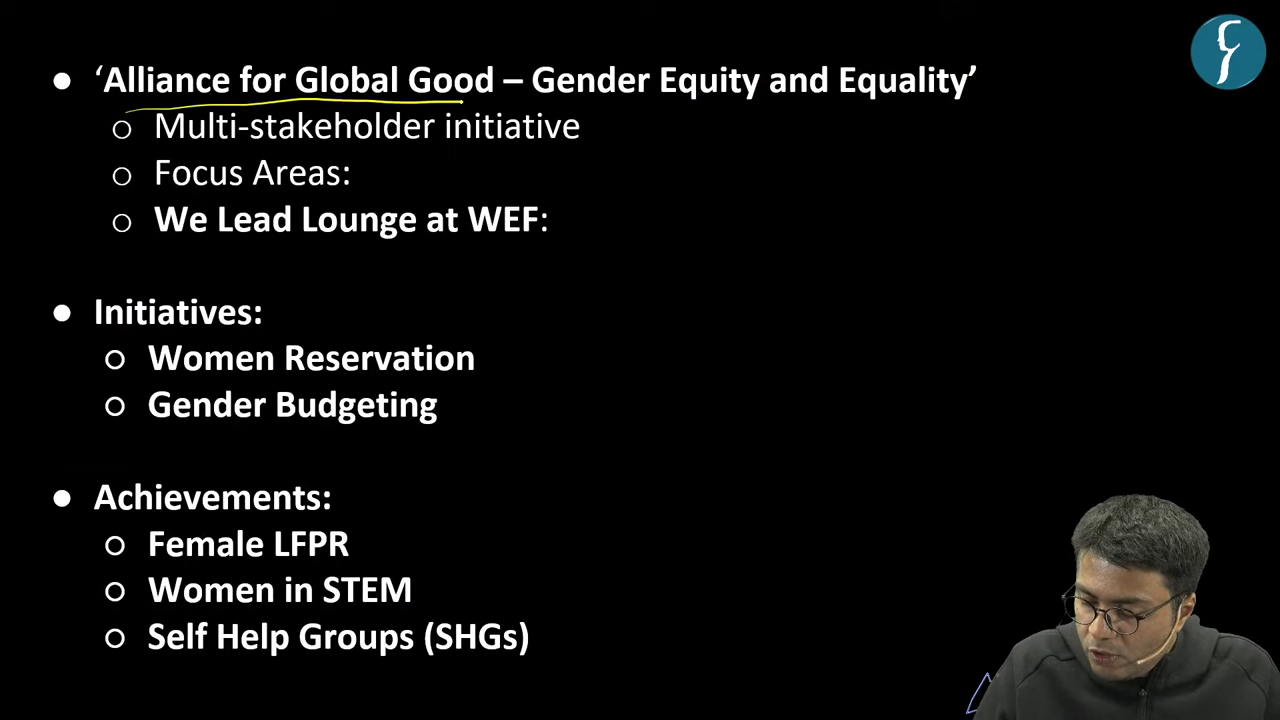 ● ‘Alliance for Global Good – Gender Equity and Equality’
○ Multi-stakeholder initiative
○ Focus Areas:
○ We Lead Lounge at WEF:
● Initiatives:
○ Women Reservation
○ Gender Budgeting
● Achievements:
○ Female LFPR
○ Women in STEM
○ Self Help Groups (SHGs)